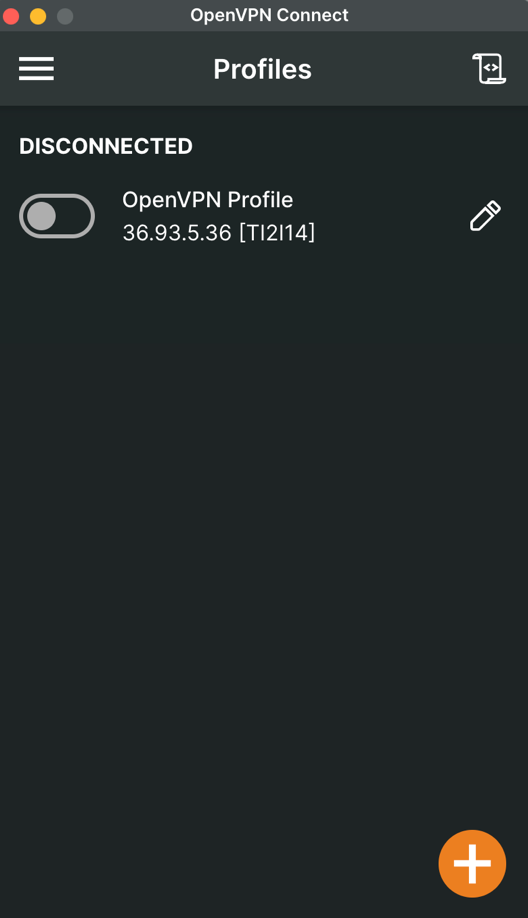 OpenVPN Connect
Profiles
DISCONNECTED
OpenVPN Profile
36.93.5.36 [TI2I14]